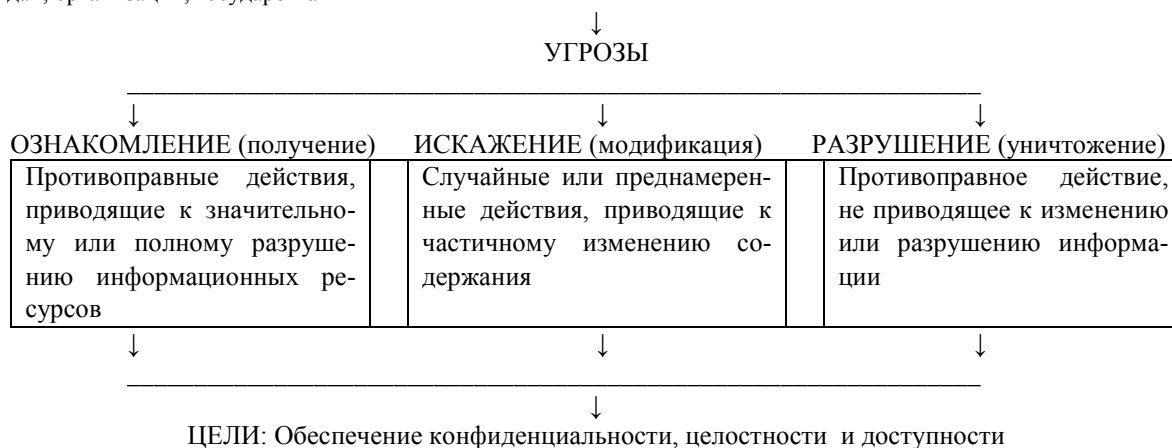 ↓
УГРОЗЫ
↓ ↓ ↓
ОЗНАКОМЛЕНИЕ (получение) ИСКАЖЕНИЕ (модификация) РАЗРУШЕНИЕ (уничтожение)
Противоправные действия,
приводящие к значительно-
му или полному разруше-
нию информационных ре-
сурсов
Случайные или преднамерен-
ные действия, приводящие к
частичному изменению со-
держания
Противоправное действие,
не приводящее к изменению
или разрушению информа-
ции
↓ ↓ ↓
↓
ЦЕЛИ: Обеспечение конфиденциальности, целостности и доступности